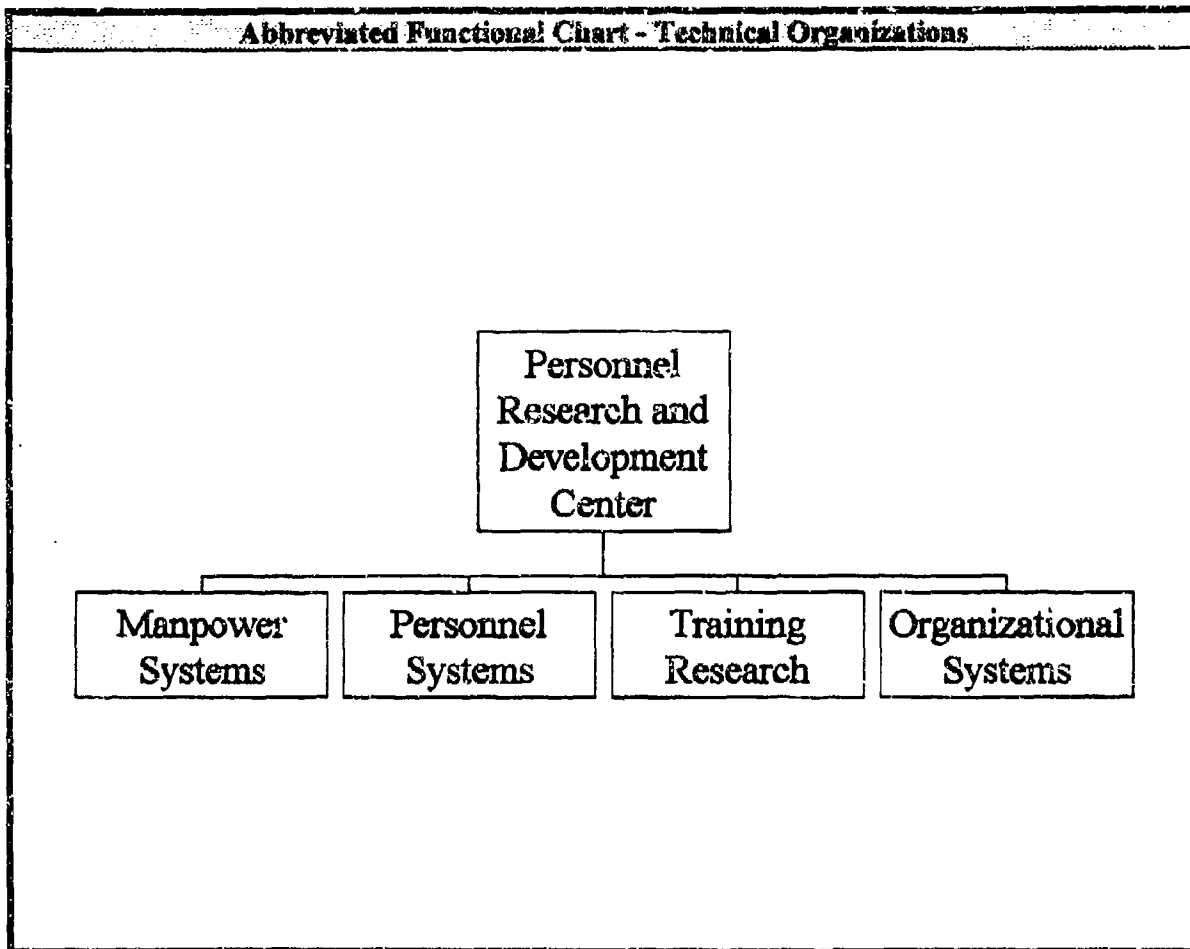 Abbreviated Functional Chart - Technical Organizations
Personnel
Research and
Development
Center
Manpower
Systems
Personnel
Systems
Training
Research
Organizational
Systems